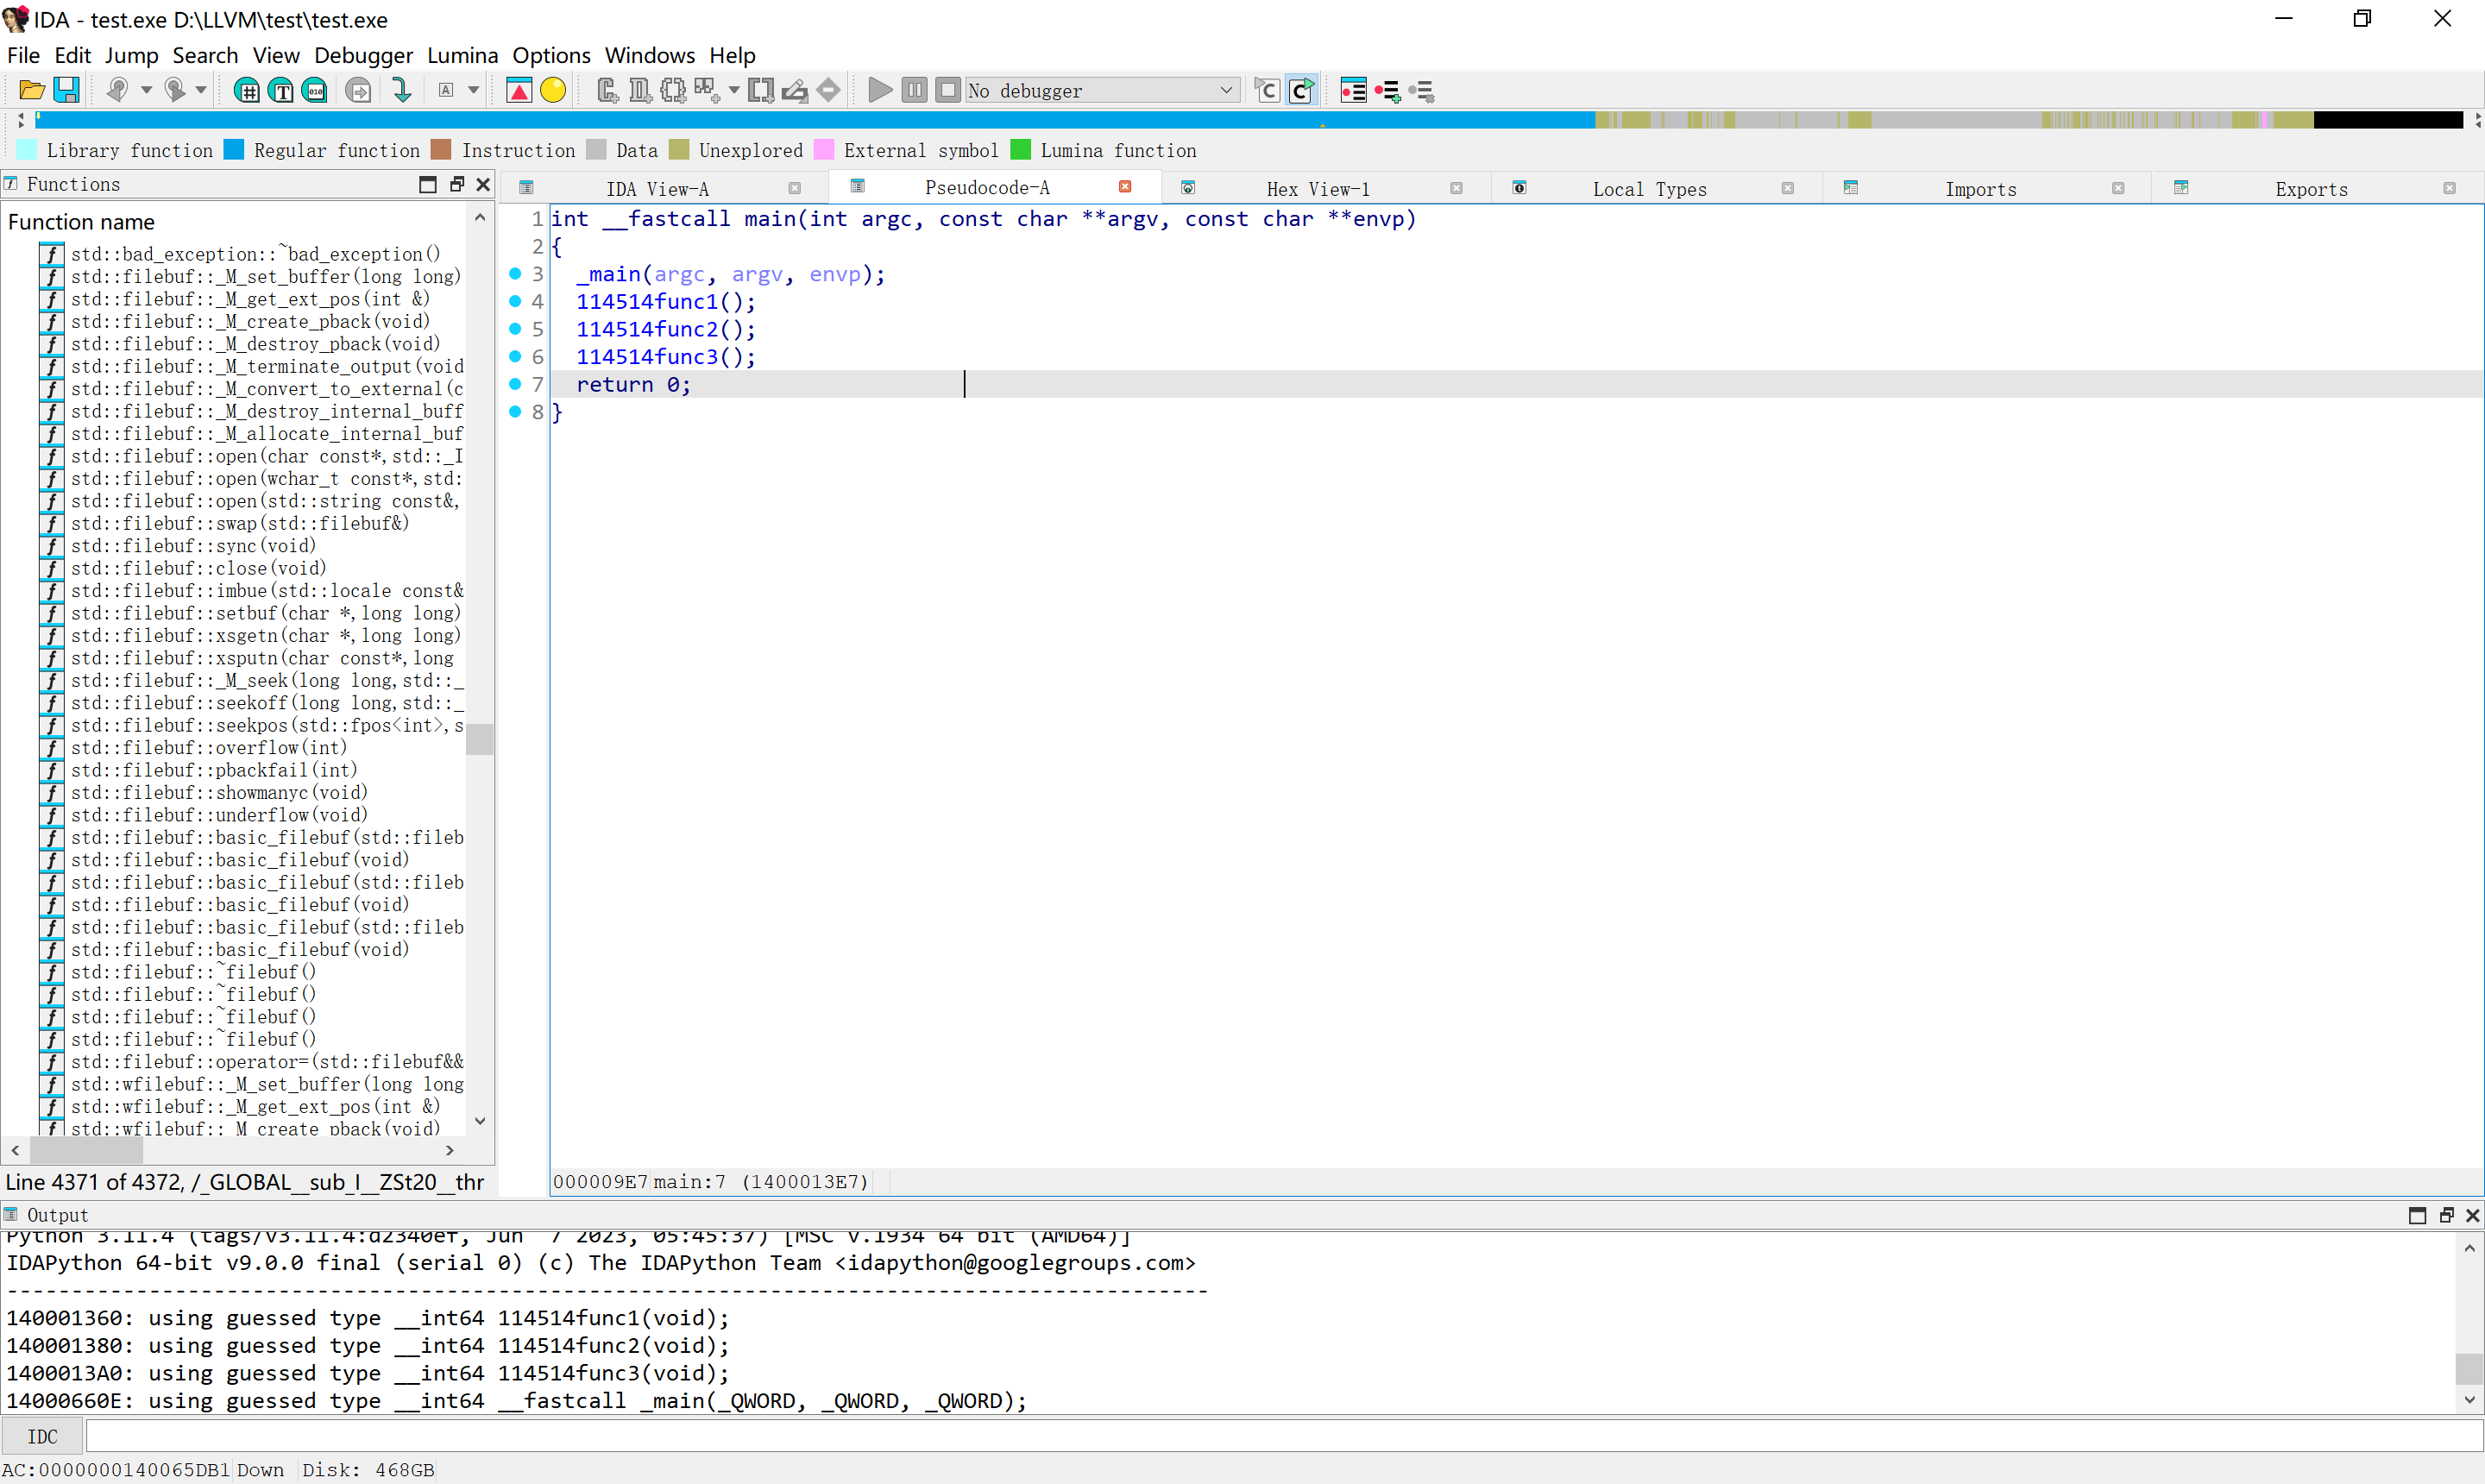 IDA - test.exe D:\LLVM\test\test.exe
File Edit Jump Search View Debugger Lumina Options Windows Help
No debugger
Library function Regular function Instruction Data Unexplored External symbol Lumina function
Functions
IDA View-A Pseudocode-A Hex View-1 Local Types Imports Exports
Function name
std::bad_exception::~bad_exception()
std::filebuf::_M_set_buffer(long long)
std::filebuf::_M_get_ext_pos(int &)
std::filebuf::_M_create_pback(void)
std::filebuf::_M_destroy_pback(void)
std::filebuf::_M_terminate_output(void
std::filebuf::_M_convert_to_external(c
std::filebuf::_M_destroy_internal_buff
std::filebuf::_M_allocate_internal_buf
std::filebuf::open(char const*,std::_I
std::filebuf::open(wchar_t const*,std:
std::filebuf::open(std::string const&,
std::filebuf::swap(std::filebuf&)
std::filebuf::sync(void)
std::filebuf::close(void)
std::filebuf::imbue(std::locale const&
std::filebuf::setbuf(char *,long long)
std::filebuf::xsgetn(char *,long long)
std::filebuf::xsputn(char const*,long
std::filebuf::_M_seek(long long,std::_
std::filebuf::seekoff(long long,std::_
std::filebuf::seekpos(std::fpos<int>,s
std::filebuf::overflow(int)
std::filebuf::pbackfail(int)
std::filebuf::showmanyc(void)
std::filebuf::underflow(void)
std::filebuf::basic_filebuf(std::fileb
std::filebuf::basic_filebuf(void)
std::filebuf::basic_filebuf(std::fileb
std::filebuf::basic_filebuf(void)
std::filebuf::basic_filebuf(std::fileb
std::filebuf::basic_filebuf(void)
std::filebuf::~filebuf()
std::filebuf::~filebuf()
std::filebuf::~filebuf()
std::filebuf::~filebuf()
std::filebuf::operator=(std::filebuf&&
std::wfilebuf::_M_set_buffer(long long
std::wfilebuf::_M_get_ext_pos(int &)
std::wfilebuf::_M_create_pback(void)
Line 4371 of 4372, /_GLOBAL__sub_I__ZSt20__thr
1 int __fastcall main(int argc, const char **argv, const char **envp)
2 {
3 _main(argc, argv, envp);
4 114514func1();
5 114514func2();
6 114514func3();
7 return 0;
8 }
000009E7 main:7 (1400013E7)
Output
Python 3.11.4 (tags/v3.11.4:d2340ef, Jun  7 2023, 05:45:37) [MSC v.1934 64 bit (AMD64)]
IDAPython 64-bit v9.0.0 final (serial 0) (c) The IDAPython Team <idapython@googlegroups.com>
---------------------------------------------------------------------------------------------
140001360: using guessed type __int64 114514func1(void);
140001380: using guessed type __int64 114514func2(void);
1400013A0: using guessed type __int64 114514func3(void);
14000660E: using guessed type __int64 __fastcall _main(_QWORD, _QWORD, _QWORD);
IDC
AC:0000000140065DB1 Down Disk: 468GB